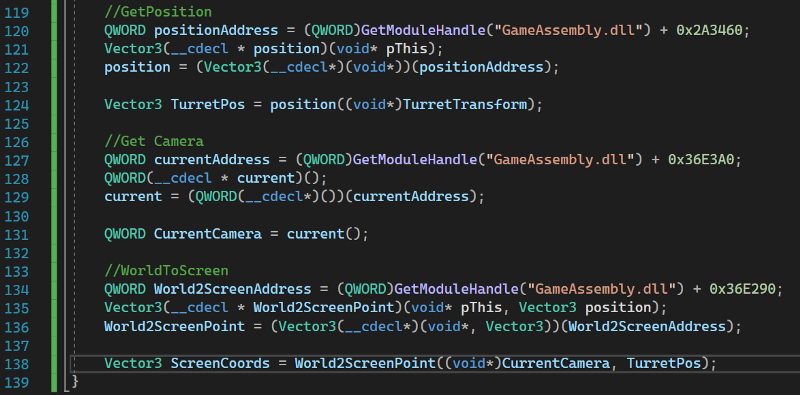 119 //GetPosition
120 QWORD positionAddress = (QWORD)GetModuleHandle("GameAssembly.dll") + 0x2A3460;
121 Vector3(__cdecl * position)(void* pThis);
122 position = (Vector3(__cdecl*)(void*))(positionAddress);
123
124 Vector3 TurretPos = position((void*)TurretTransform);
125
126 //Get Camera
127 QWORD currentAddress = (QWORD)GetModuleHandle("GameAssembly.dll") + 0x36E3A0;
128 QWORD(__cdecl * current)();
129 current = (QWORD(__cdecl*)())(currentAddress);
130
131 QWORD CurrentCamera = current();
132
133 //WorldToScreen
134 QWORD World2ScreenAddress = (QWORD)GetModuleHandle("GameAssembly.dll") + 0x36E290;
135 Vector3(__cdecl * World2ScreenPoint)(void* pThis, Vector3 position);
136 World2ScreenPoint = (Vector3(__cdecl*)(void*, Vector3))(World2ScreenAddress);
137
138 Vector3 ScreenCoords = World2ScreenPoint((void*)CurrentCamera, TurretPos);
139 }